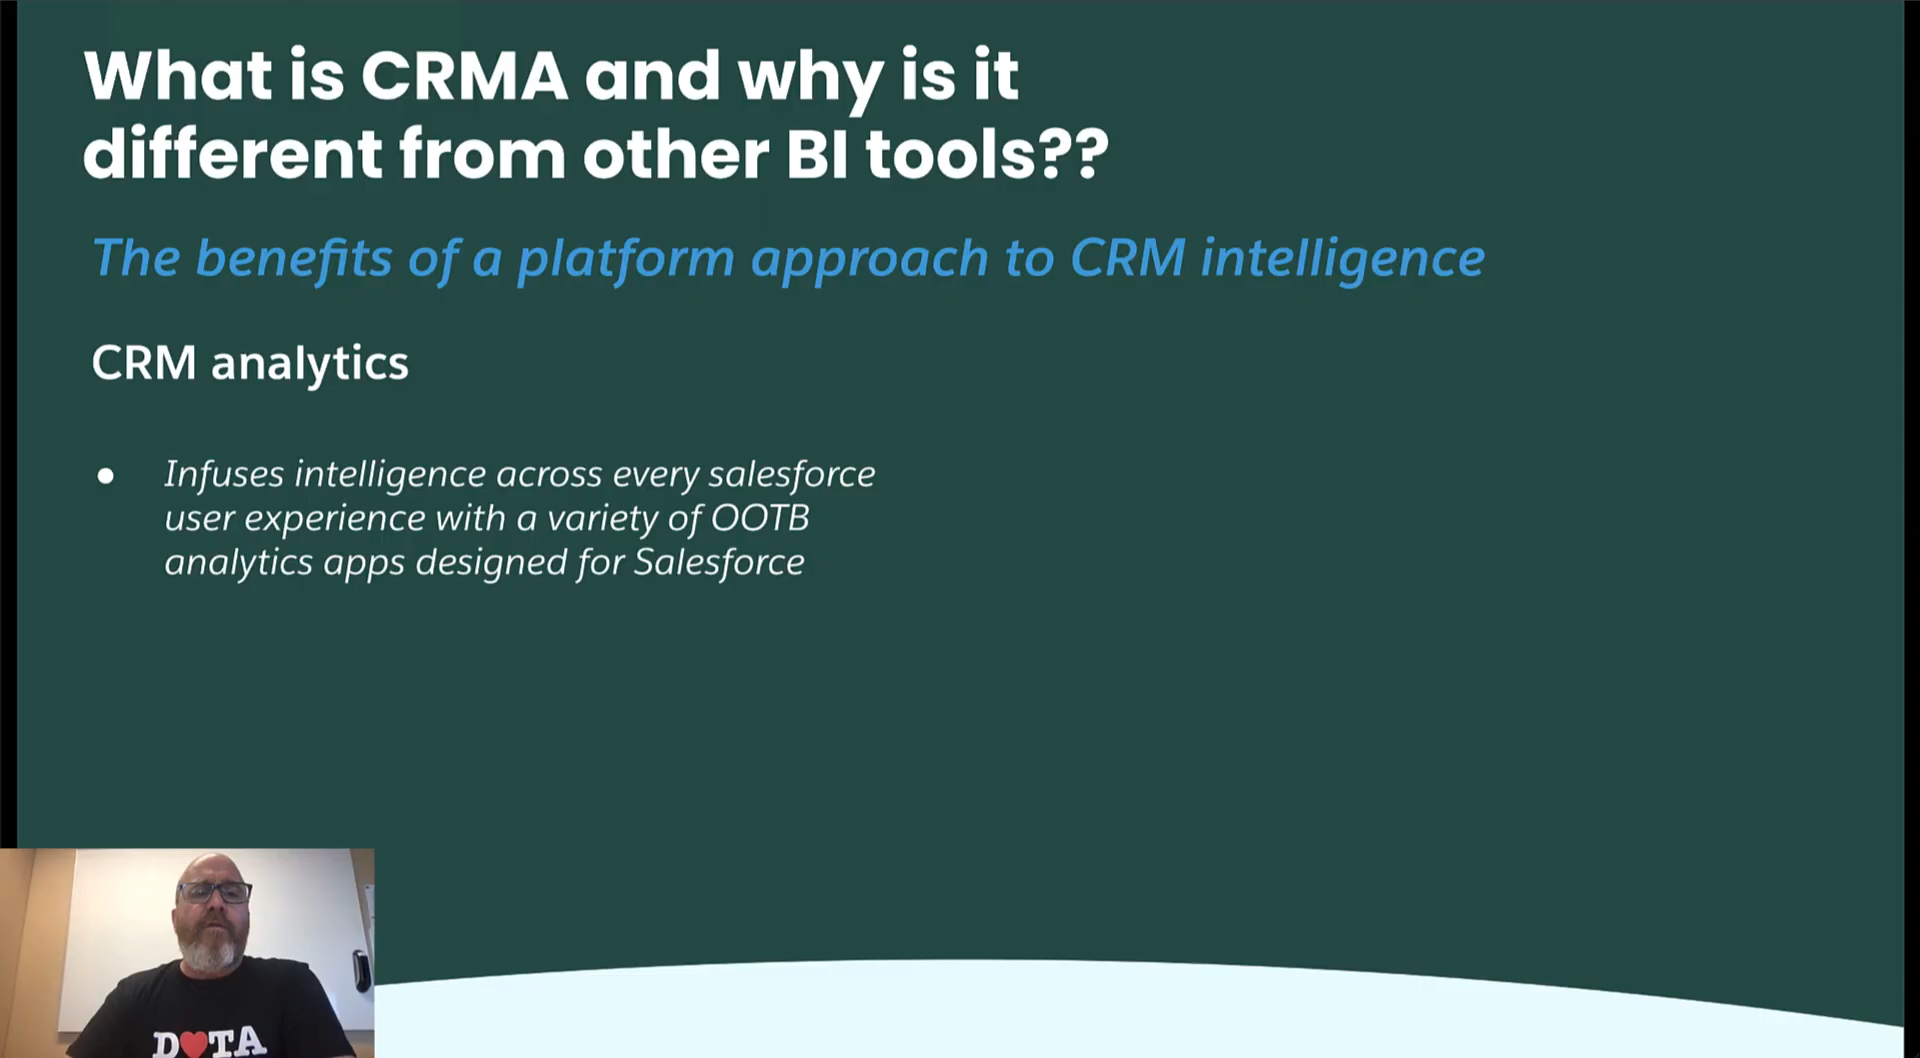 What is CRMA and why is it
different from other BI tools??
The benefits of a platform approach to CRM intelligence
CRM analytics
● Infuses intelligence across every salesforce
user experience with a variety of OOTB
analytics apps designed for Salesforce
D❤TA